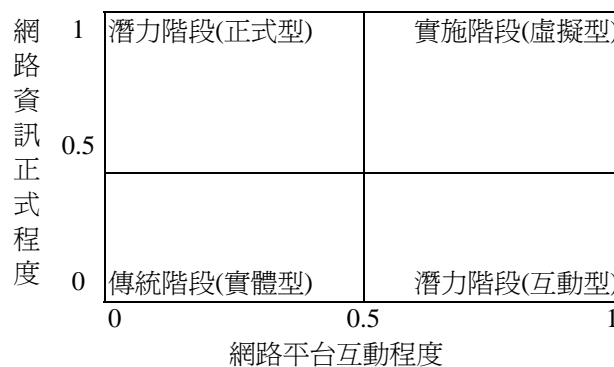 網路資訊正式程度
1
潛力階段(正式型)
實施階段(虛擬型)
0.5
0
傳統階段(實體型)
潛力階段(互動型)
0
0.5
1
網路平台互動程度